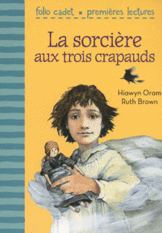 folio cadet • premières lectures
La sorcière
aux trois crapauds
Hiawyn Oram
Ruth Brown